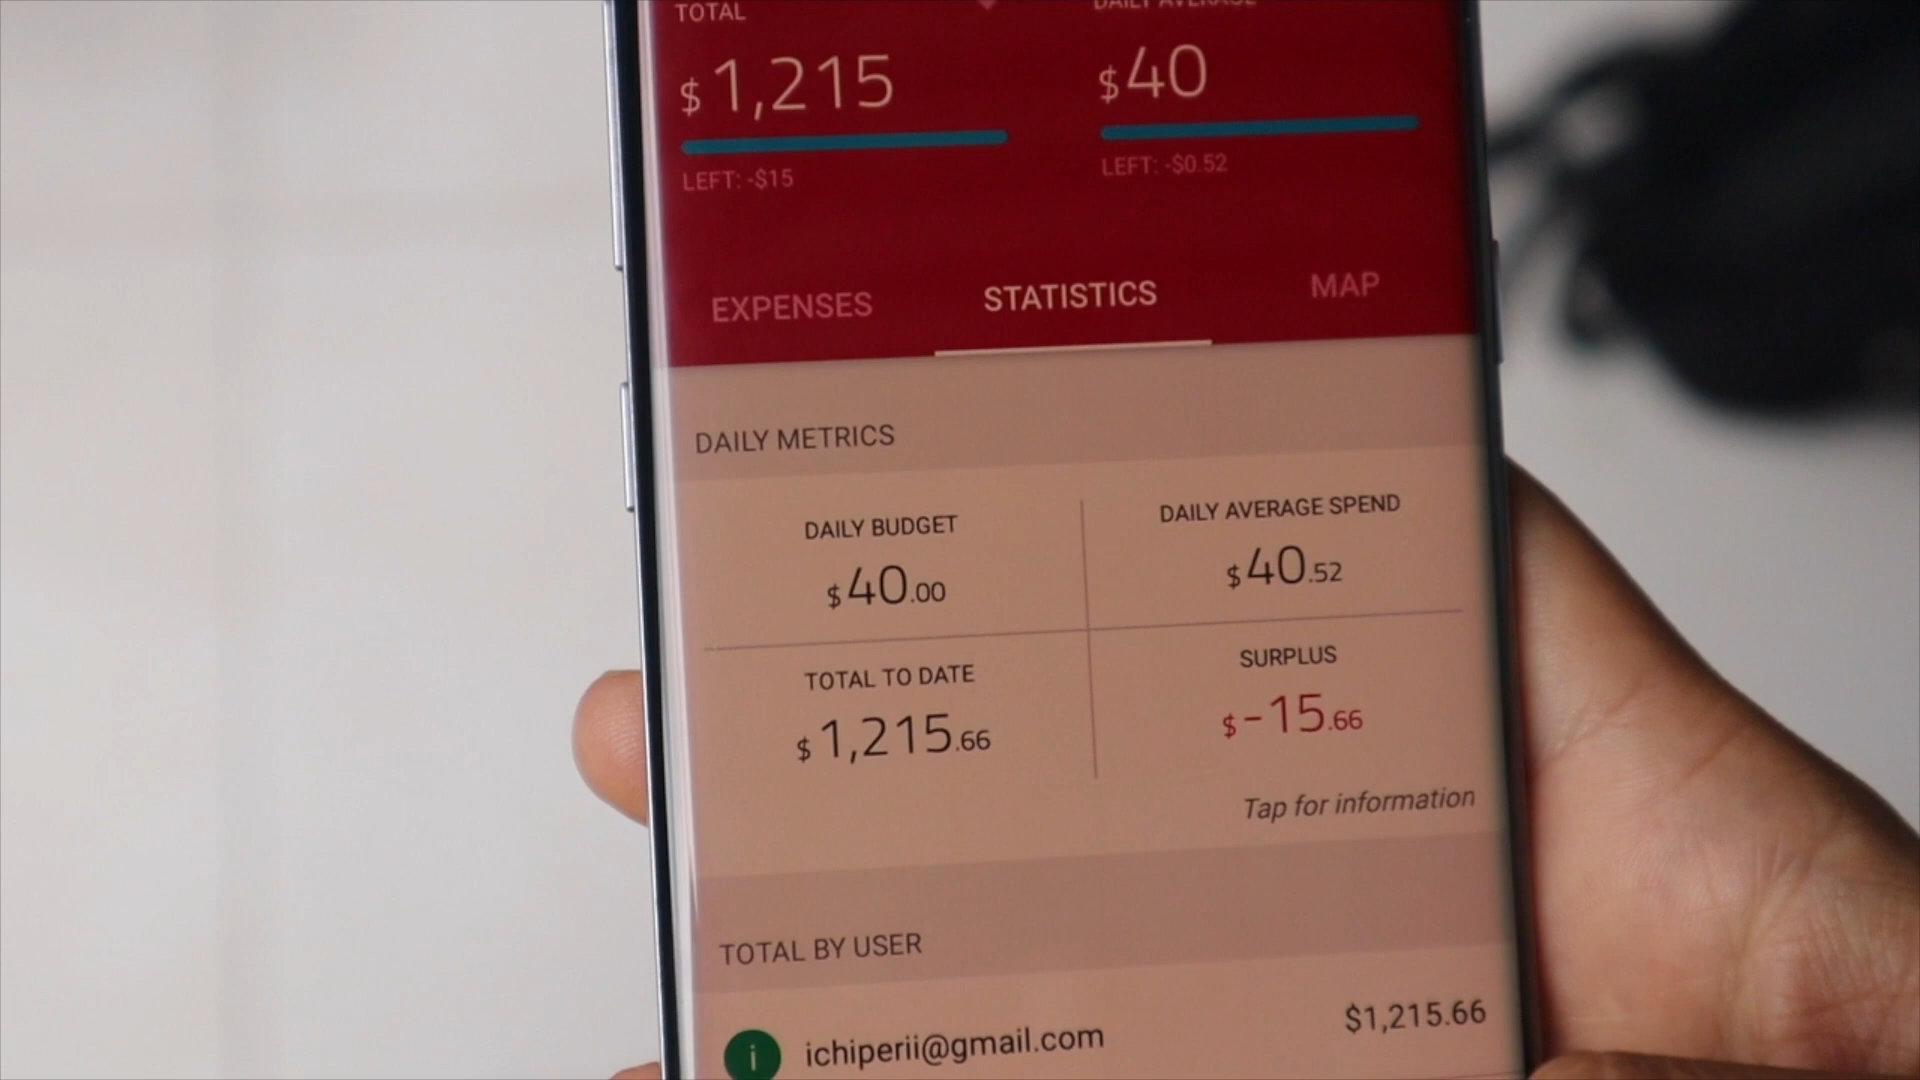 TOTAL
DAILY AVERAGE
$1,215
$40
LEFT: -$15
LEFT: -$0.52
EXPENSES
STATISTICS
MAP
DAILY METRICS
DAILY BUDGET
DAILY AVERAGE SPEND
$40.00
$40.52
TOTAL TO DATE
SURPLUS
$1,215.66
$-15.66
Tap for information
TOTAL BY USER
i
ichiperii@gmail.com
$1,215.66